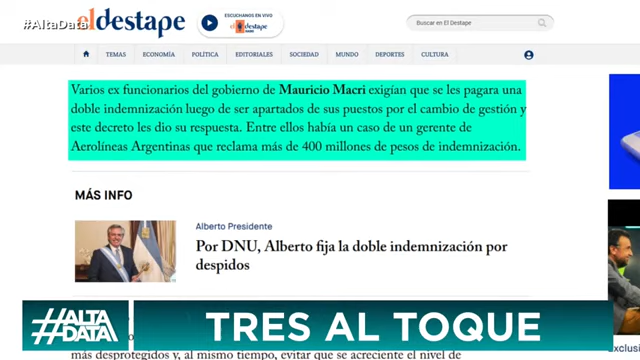 #AltaData
el destape
ESCUCHANOS EN VIVO
Buscar en El Destape
TEMAS ECONOMÍA POLÍTICA EDITORIALES SOCIEDAD MUNDO DEPORTES CULTURA
Varios ex funcionarios del gobierno de Mauricio Macri exigían que se les pagara una
doble indemnización luego de ser apartados de sus puestos por el cambio de gestión y
este decreto les dio su respuesta. Entre ellos había un caso de un gerente de
Aerolíneas Argentinas que reclama más de 400 millones de pesos de indemnización.
MÁS INFO
Alberto Presidente
Por DNU, Alberto fija la doble indemnización por
despidos
#ALTA
DATA
TRES AL TOQUE
Exclusi
más desprotegidos y, al mismo tiempo, evitar que se acreciente el nivel de